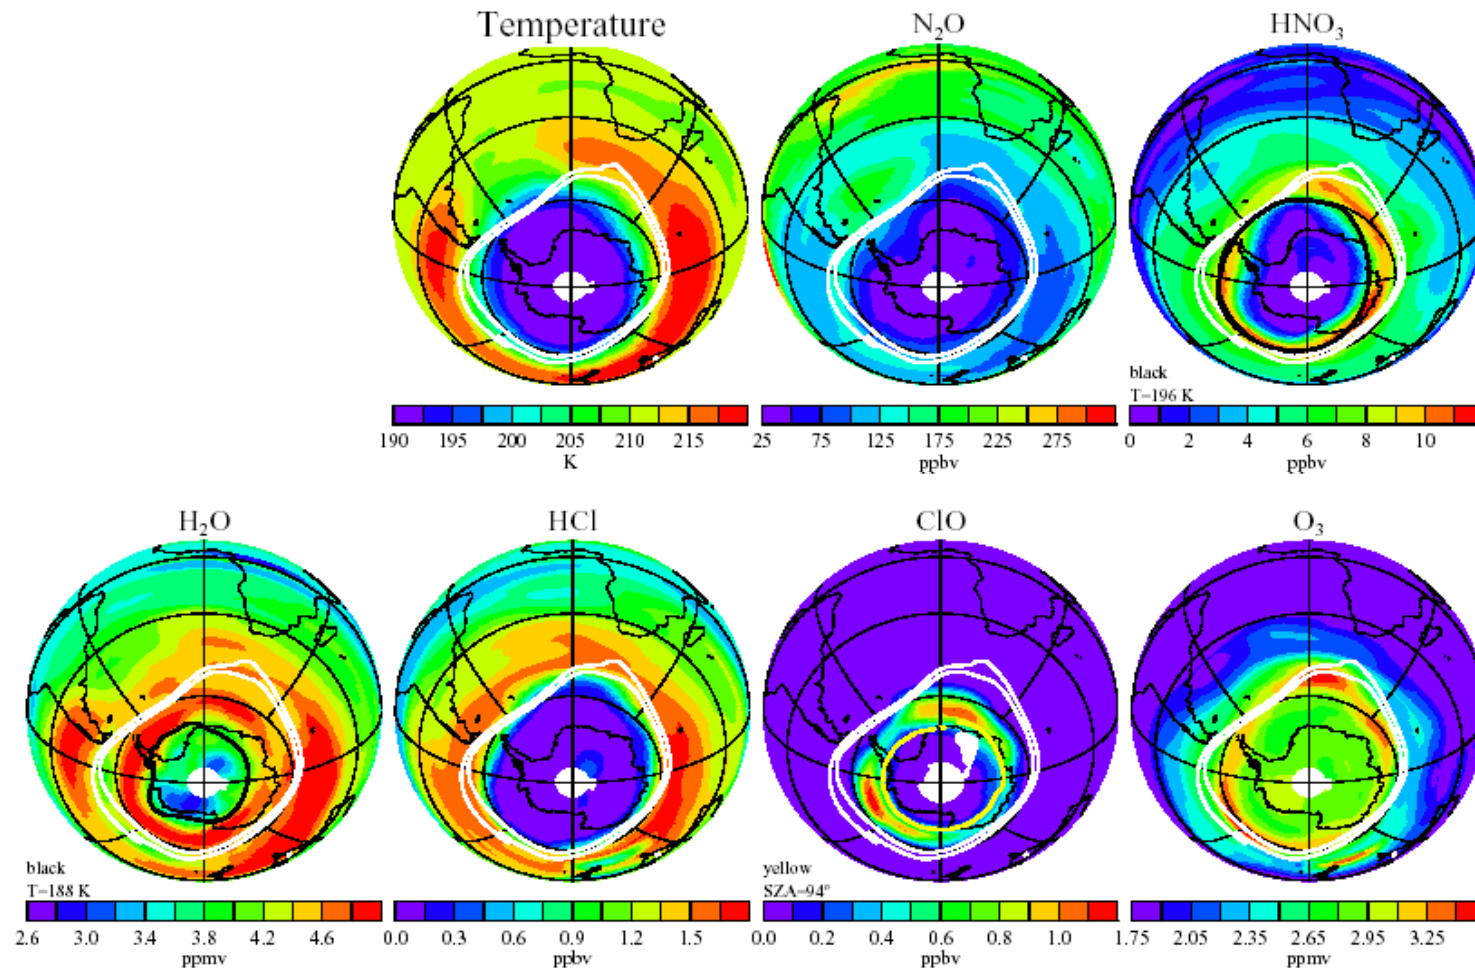 Temperature
N₂O
HNO₃
black
T=196 K
190 195 200 205 210 215
K
25 75 125 175 225 275
ppbv
0 2 4 6 8 10
ppbv
H₂O
HCl
ClO
O₃
black
T=188 K
yellow
SZA=94°
2.6 3.0 3.4 3.8 4.2 4.6
ppmv
0.0 0.3 0.6 0.9 1.2 1.5
ppbv
0.0 0.2 0.4 0.6 0.8 1.0
ppbv
1.75 2.05 2.35 2.65 2.95 3.25
ppmv